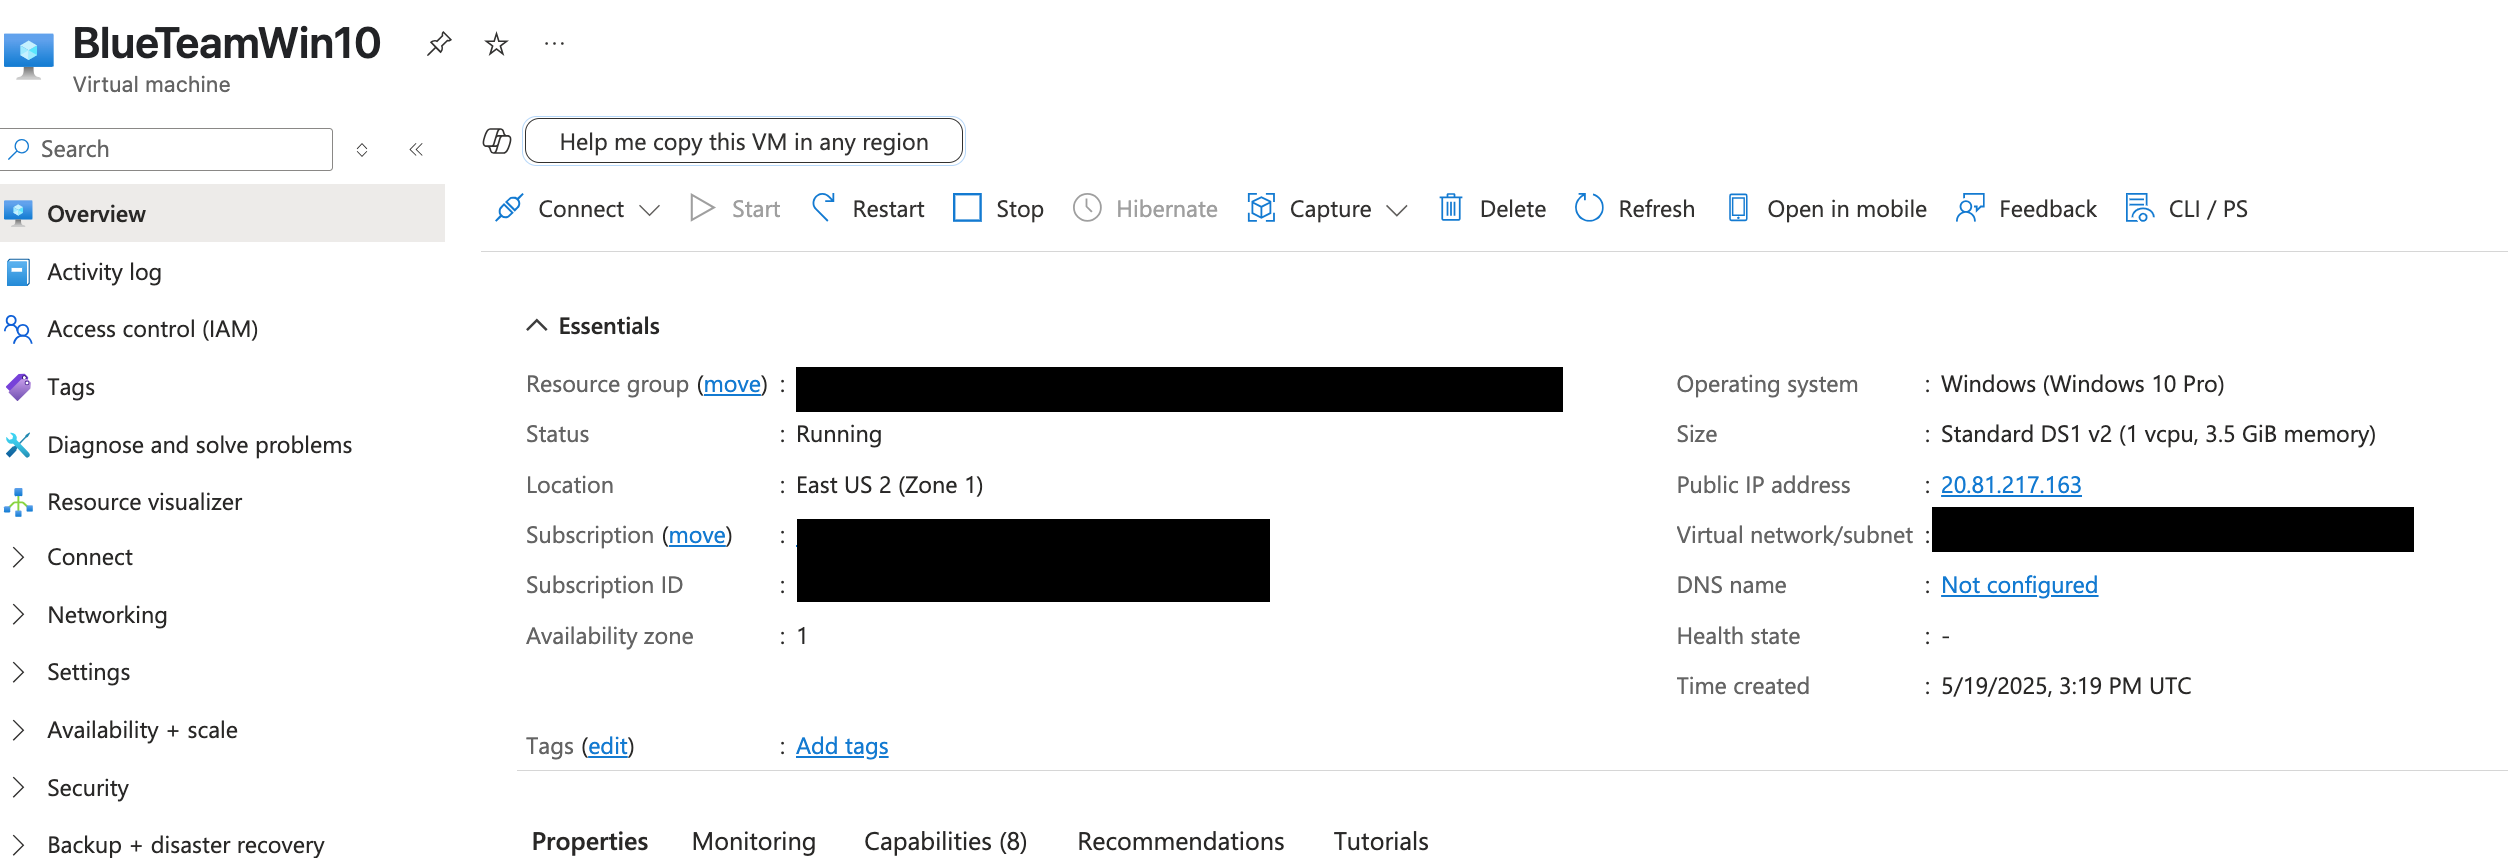 BlueTeamWin10
Virtual machine
Search
Overview
Activity log
Access control (IAM)
Tags
Diagnose and solve problems
Resource visualizer
Connect
Networking
Settings
Availability + scale
Security
Backup + disaster recovery
Help me copy this VM in any region
Connect Start Restart Stop Hibernate Capture Delete Refresh Open in mobile Feedback CLI / PS
Essentials
Resource group (move) :
Status : Running
Location : East US 2 (Zone 1)
Subscription (move) :
Subscription ID :
Availability zone : 1
Operating system : Windows (Windows 10 Pro)
Size : Standard DS1 v2 (1 vcpu, 3.5 GiB memory)
Public IP address : 20.81.217.163
Virtual network/subnet :
DNS name : Not configured
Health state : -
Time created : 5/19/2025, 3:19 PM UTC
Tags (edit) : Add tags
Properties Monitoring Capabilities (8) Recommendations Tutorials